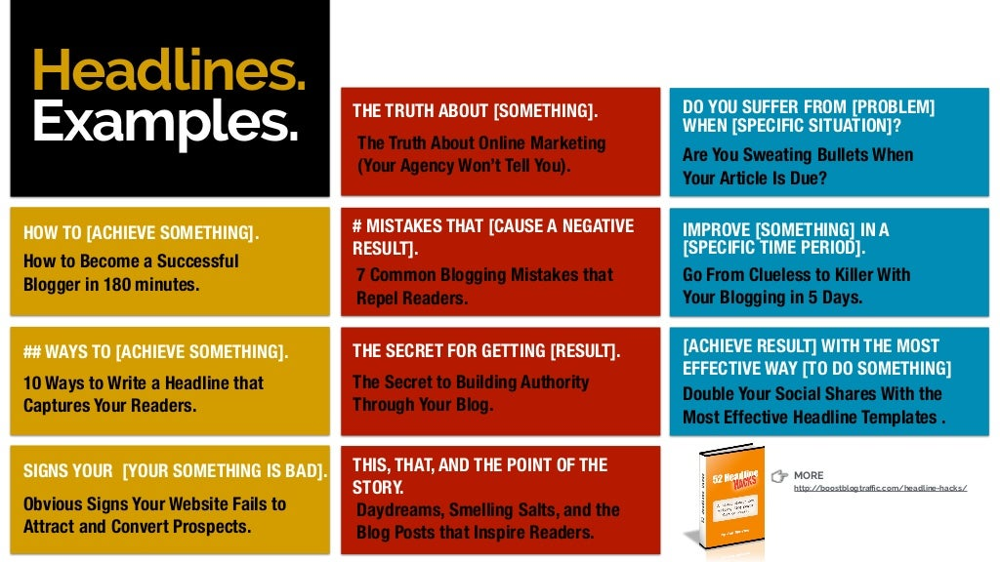 Headlines.
Examples.
HOW TO [ACHIEVE SOMETHING].
How to Become a Successful
Blogger in 180 minutes.
## WAYS TO [ACHIEVE SOMETHING].
10 Ways to Write a Headline that
Captures Your Readers.
SIGNS YOUR  [YOUR SOMETHING IS BAD].
Obvious Signs Your Website Fails to
Attract and Convert Prospects.
THE TRUTH ABOUT [SOMETHING].
The Truth About Online Marketing
(Your Agency Won't Tell You).
# MISTAKES THAT [CAUSE A NEGATIVE
RESULT].
7 Common Blogging Mistakes that
Repel Readers.
THE SECRET FOR GETTING [RESULT].
The Secret to Building Authority
Through Your Blog.
THIS, THAT, AND THE POINT OF THE
STORY.
Daydreams, Smelling Salts, and the
Blog Posts that Inspire Readers.
DO YOU SUFFER FROM [PROBLEM]
WHEN [SPECIFIC SITUATION]?
Are You Sweating Bullets When
Your Article Is Due?
IMPROVE [SOMETHING] IN A
[SPECIFIC TIME PERIOD].
Go From Clueless to Killer With
Your Blogging in 5 Days.
[ACHIEVE RESULT] WITH THE MOST
EFFECTIVE WAY [TO DO SOMETHING]
Double Your Social Shares With the
Most Effective Headline Templates .
52 Headline
HACKS
MORE
http://boostblogtraffic.com/headline-hacks/